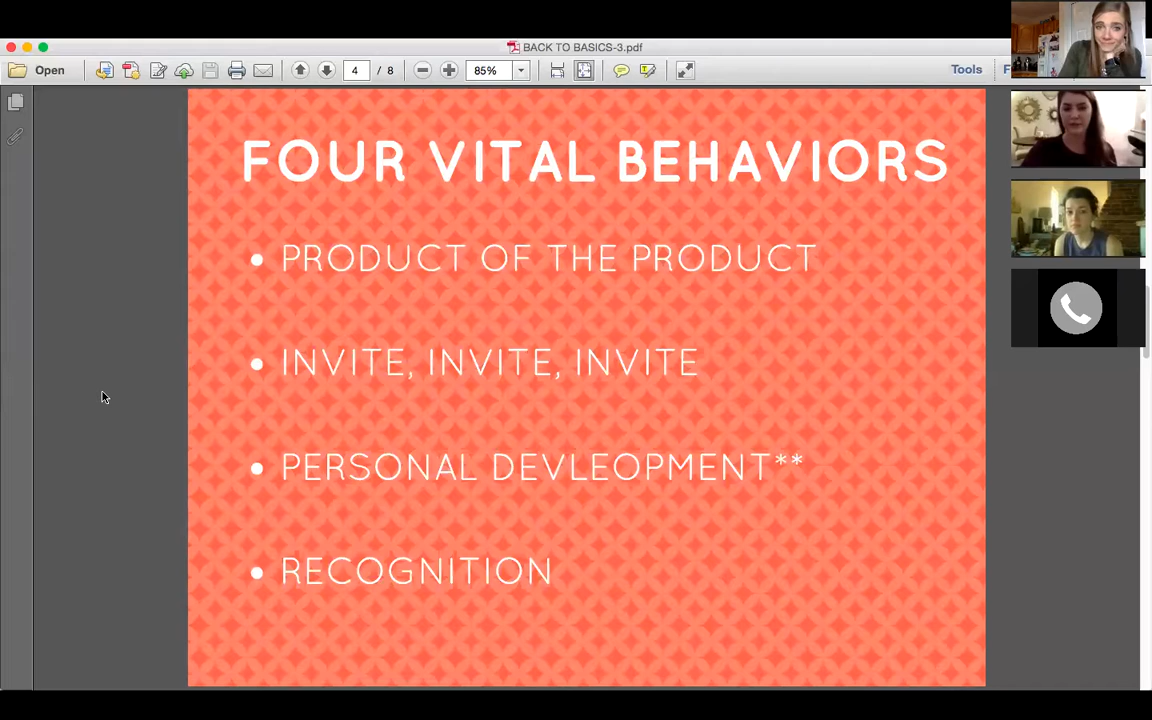 BACK TO BASICS-3.pdf
Open
4 / 8
85%
Tools
FOUR VITAL BEHAVIORS
• PRODUCT OF THE PRODUCT
• INVITE, INVITE, INVITE
• PERSONAL DEVLEOPMENT**
• RECOGNITION